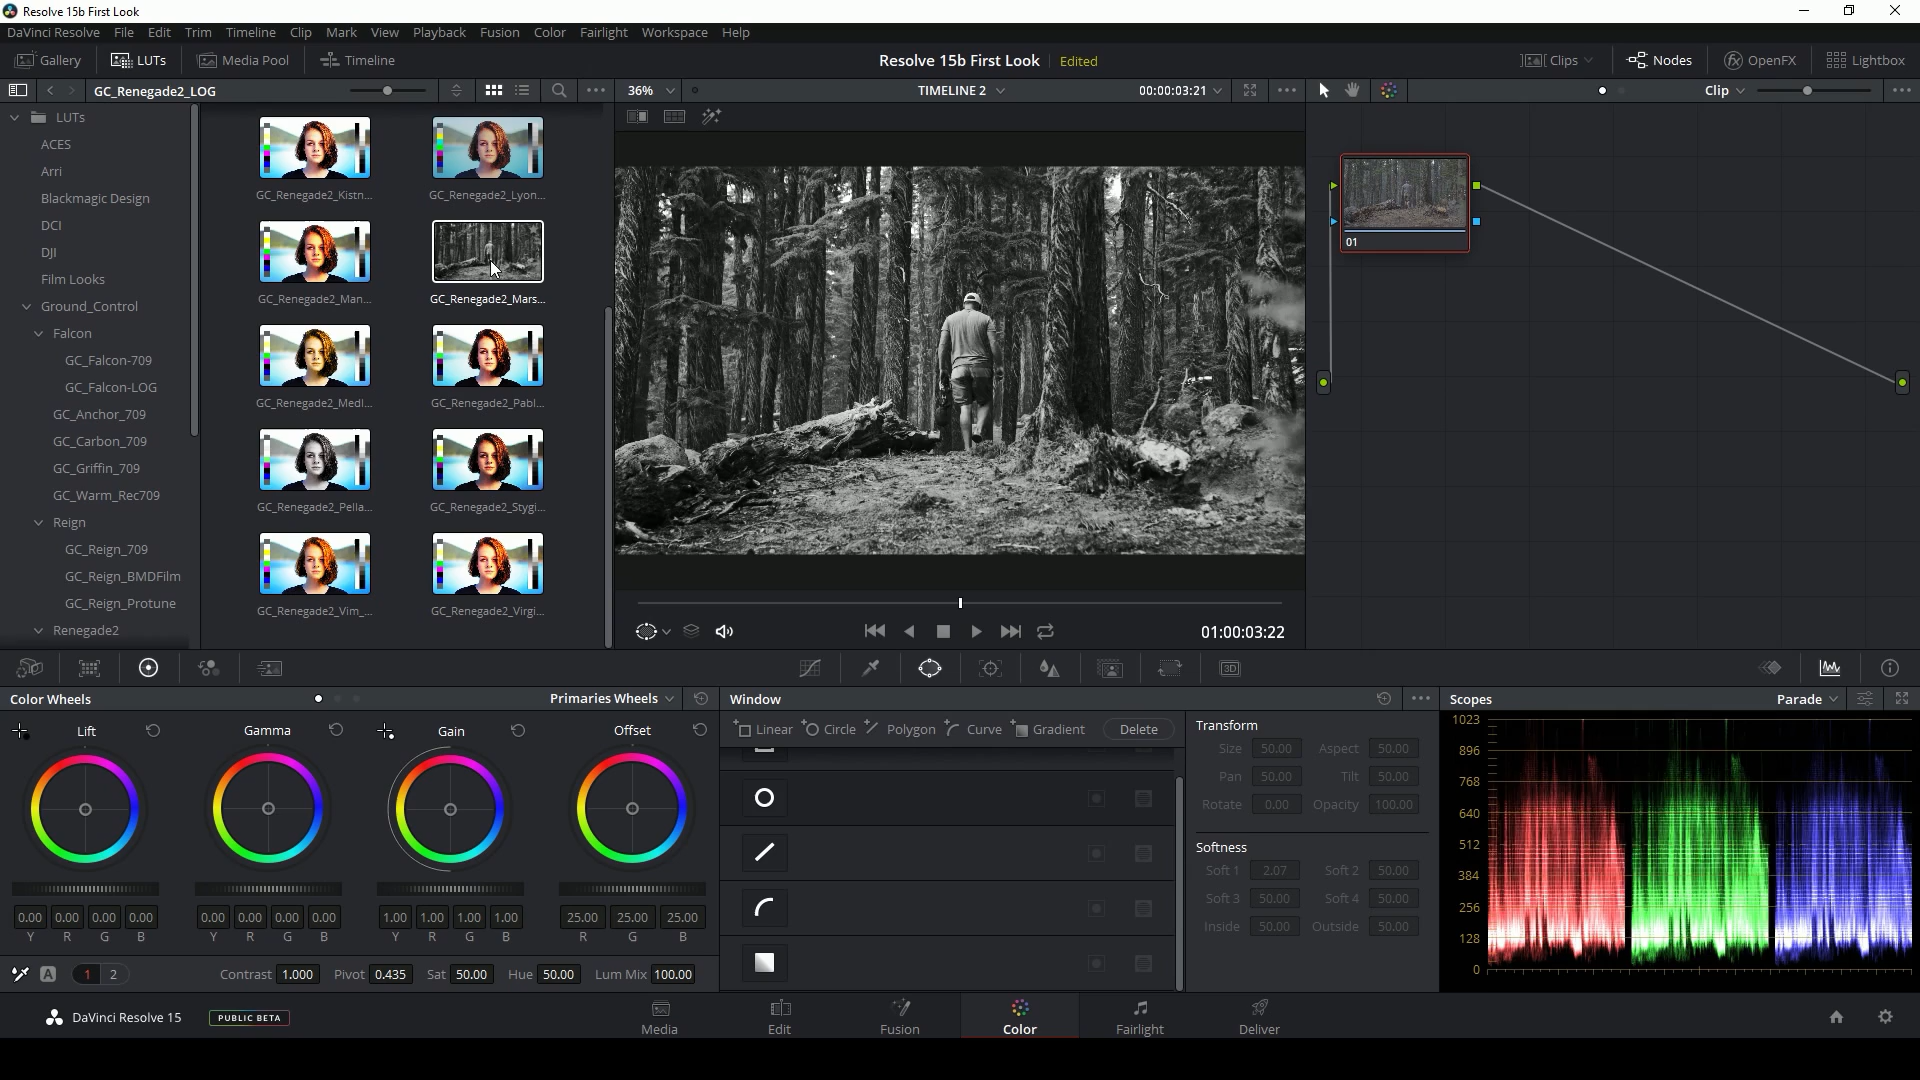 Resolve 15b First Look
DaVinci Resolve File Edit Trim Timeline Clip Mark View Playback Fusion Color Fairlight Workspace Help
Gallery LUTs Media Pool Timeline Resolve 15b First Look Edited Clips Nodes OpenFX Lightbox
GC_Renegade2_LOG 36% TIMELINE 2 00:00:03:21 Clip
LUTs
ACES
Arri
Blackmagic Design
DCI
DJI
Film Looks
Ground_Control
Falcon
GC_Falcon-709
GC_Falcon-LOG
GC_Anchor_709
GC_Carbon_709
GC_Griffin_709
GC_Warm_Rec709
Reign
GC_Reign_709
GC_Reign_BMDFilm
GC_Reign_Protune
Renegade2
GC_Renegade2_Kistn... GC_Renegade2_Lyon...
GC_Renegade2_Man... GC_Renegade2_Mars...
GC_Renegade2_Medi... GC_Renegade2_Pabl...
GC_Renegade2_Pella... GC_Renegade2_Stygi...
GC_Renegade2_Vim_... GC_Renegade2_Virgi...
01:00:03:22
01
3D
Color Wheels Primaries Wheels
Lift Gamma Gain Offset
0.00 0.00 0.00 0.00 0.00 0.00 0.00 0.00 1.00 1.00 1.00 1.00 25.00 25.00 25.00
Y R G B Y R G B Y R G B R G B
A 1 2 Contrast 1.000 Pivot 0.435 Sat 50.00 Hue 50.00 Lum Mix 100.00
Window
Linear Circle Polygon Curve Gradient Delete
Transform
Size 50.00 Aspect 50.00
Pan 50.00 Tilt 50.00
Rotate 0.00 Opacity 100.00
Softness
Soft 1 2.07 Soft 2 50.00
Soft 3 50.00 Soft 4 50.00
Inside 50.00 Outside 50.00
Scopes Parade
1023
896
768
640
512
384
256
128
0
DaVinci Resolve 15 PUBLIC BETA
Media Edit Fusion Color Fairlight Deliver